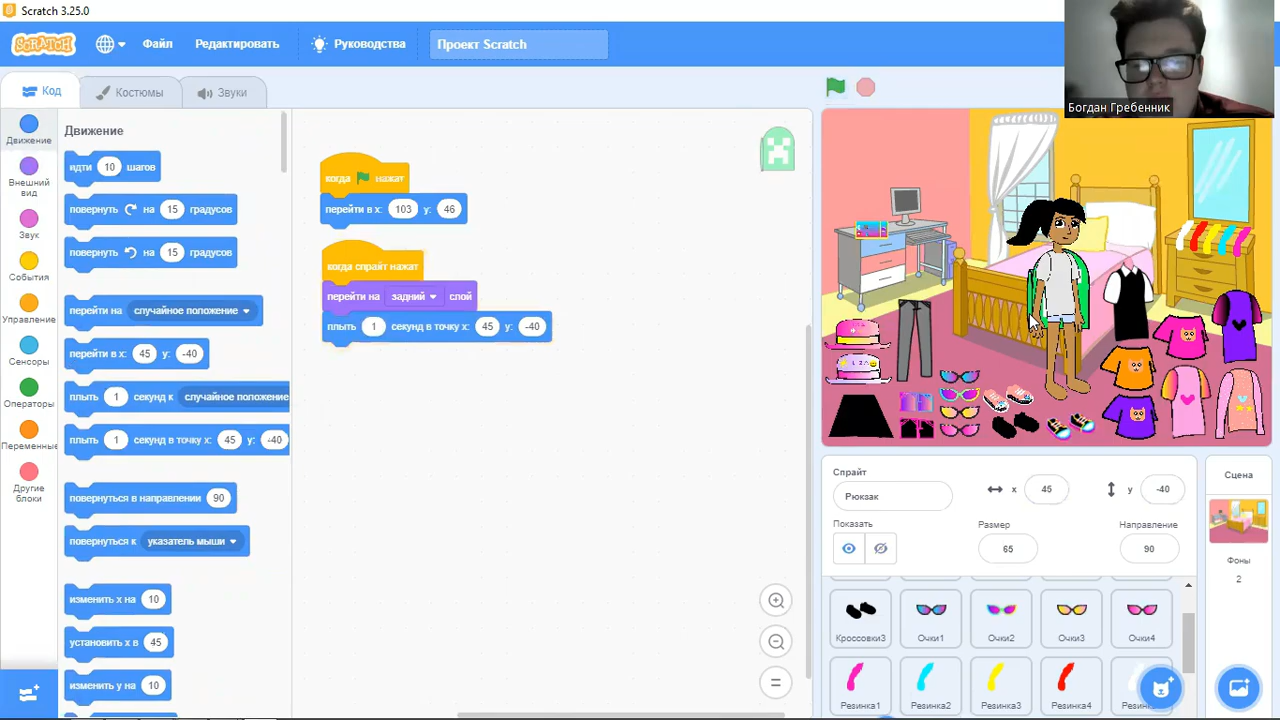 Scratch 3.25.0
SCRATCH
Файл
Редактировать
Руководства
Проект Scratch
Богдан Гребенник
Код
Костюмы
Звуки
Движение
Внешний вид
Звук
События
Управление
Сенсоры
Операторы
Переменные
Другие блоки
Движение
идти 10 шагов
повернуть на 15 градусов
повернуть на 15 градусов
перейти на случайное положение
перейти в x: 45 y: -40
плыть 1 секунд к случайное положение
плыть 1 секунд в точку x: 45 y: -40
повернуться в направлении 90
повернуться к указатель мыши
изменить x на 10
установить x в 45
изменить y на 10
когда нажат
перейти в x: 103 y: 46
когда спрайт нажат
перейти на задний слой
плыть 1 секунд в точку x: 45 y: -40
Спрайт
Рюкзак
x 45
y -40
Показать
Размер
65
Направление
90
Сцена
Фоны
2
Кроссовки3
Очки1
Очки2
Очки3
Очки4
Резинка1
Резинка2
Резинка3
Резинка4